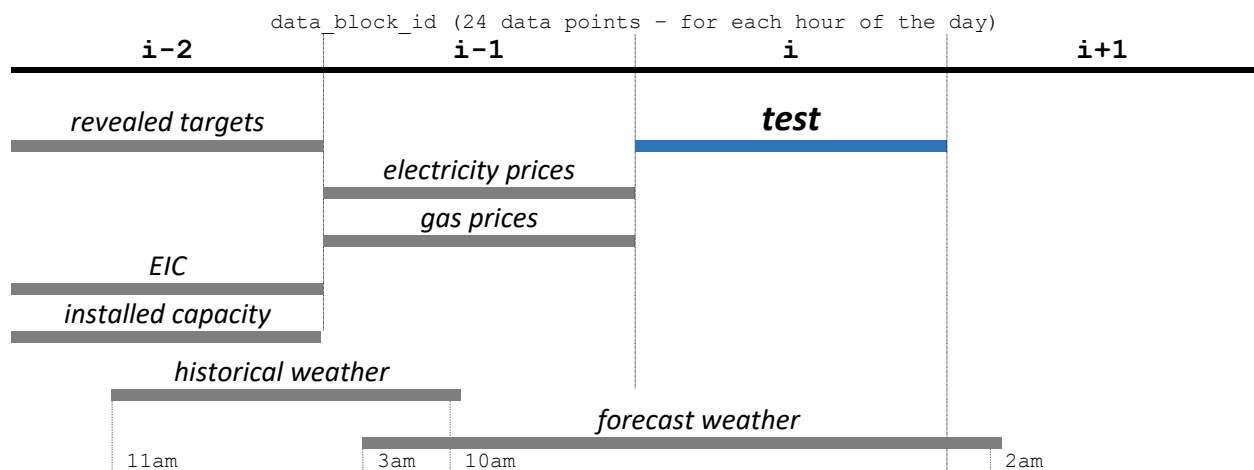 data_block_id (24 data points – for each hour of the day)
i-2 i-1 i i+1
revealed targets test
electricity prices
gas prices
EIC
installed capacity
historical weather
forecast weather
11am 3am 10am 2am